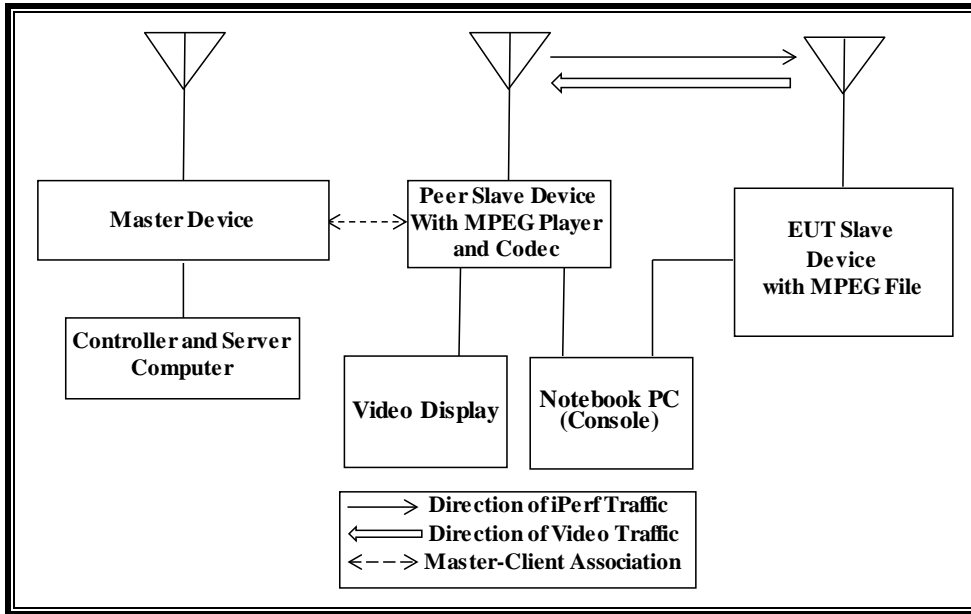 Master Device
Peer Slave Device
With MPEG Player
and Codec
EUT Slave
Device
with MPEG File
Controller and Server
Computer
Video Display
Notebook PC
(Console)
Direction of iPerf Traffic
Direction of Video Traffic
Master-Client Association